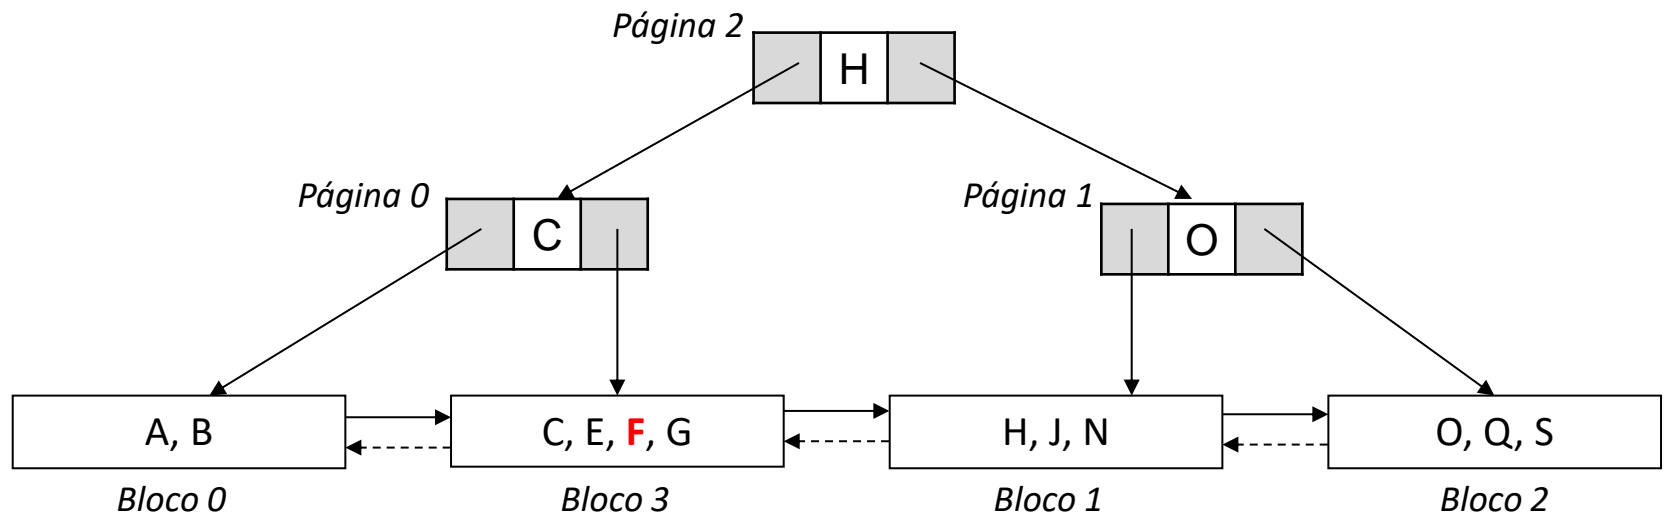 Página 2
H
Página 0
C
Página 1
O
A, B
C, E, F, G
H, J, N
O, Q, S
Bloco 0
Bloco 3
Bloco 1
Bloco 2